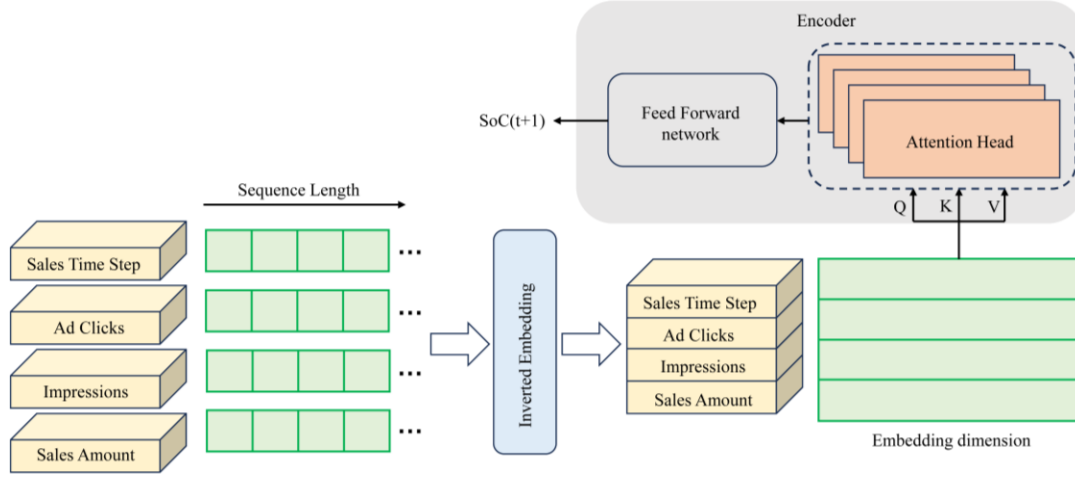 Encoder
Feed Forward
network
Attention Head
SoC(t+1)
Q K V
Sequence Length
Sales Time Step
Ad Clicks
Impressions
Sales Amount
Inverted Embedding
Sales Time Step
Ad Clicks
Impressions
Sales Amount
Embedding dimension